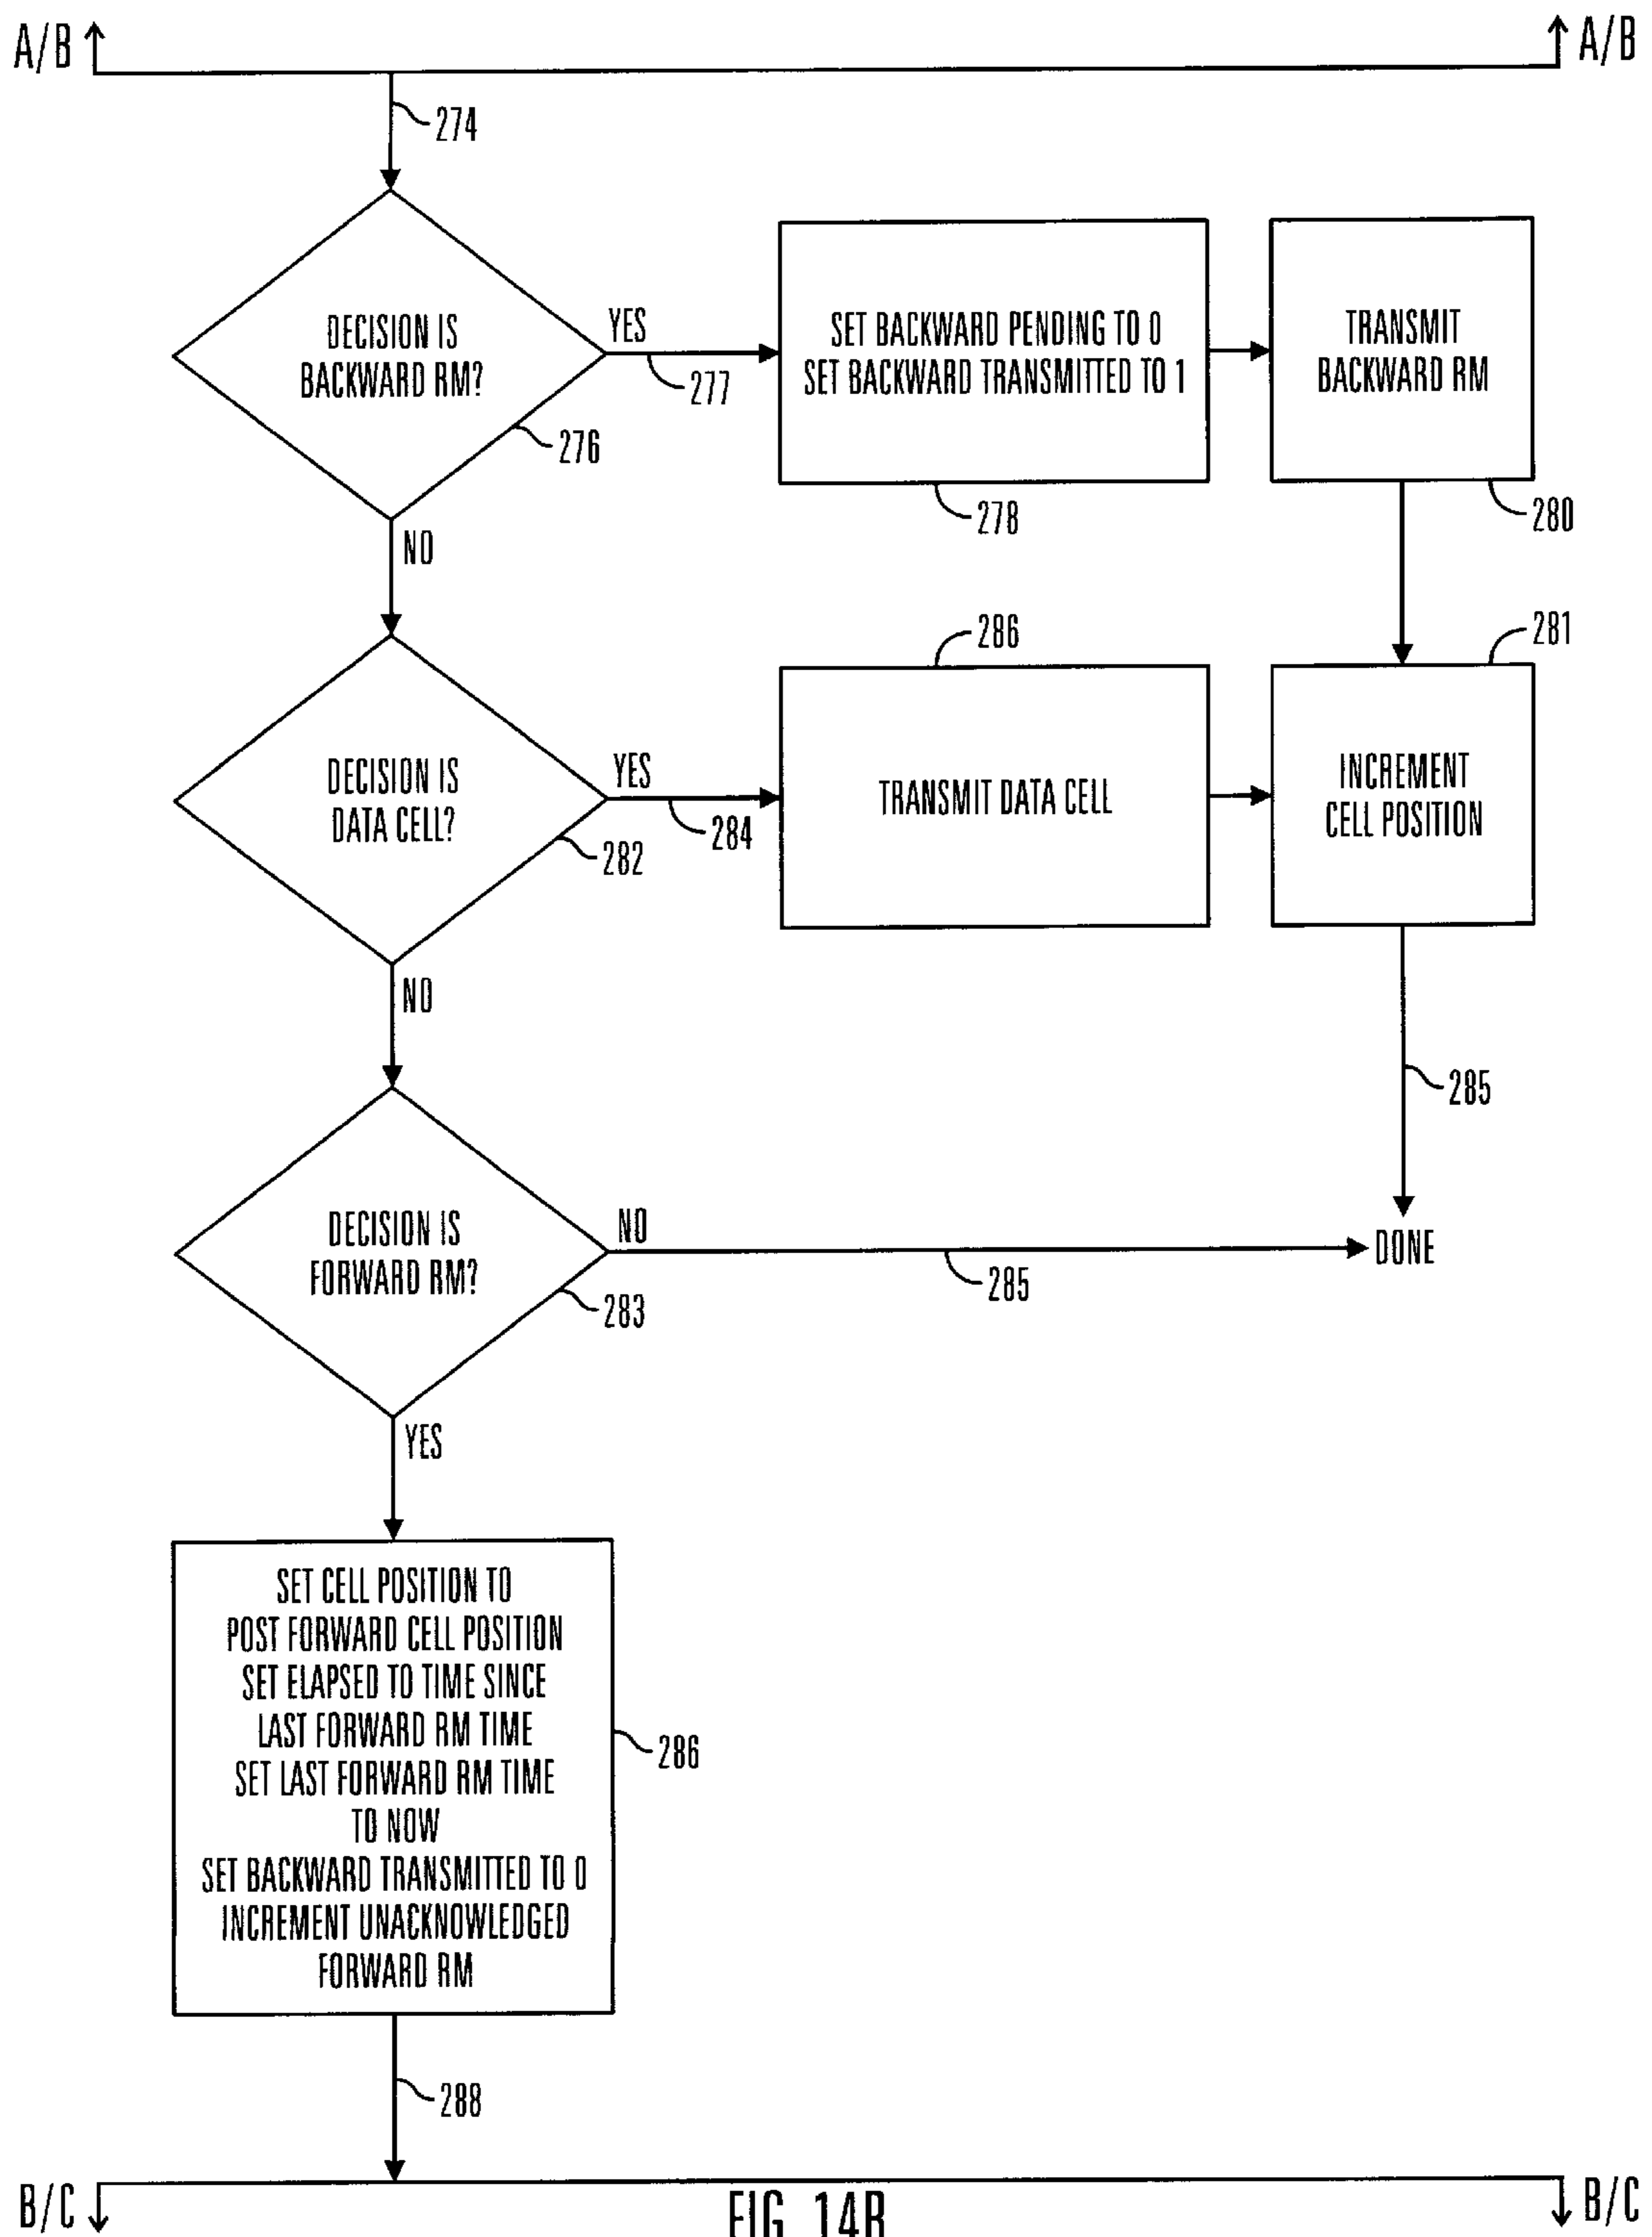 A/B
A/B
274
DECISION IS
BACKWARD RM?
276
YES
277
SET BACKWARD PENDING TO 0
SET BACKWARD TRANSMITTED TO 1
278
TRANSMIT
BACKWARD RM
280
NO
DECISION IS
DATA CELL?
282
YES
284
286
TRANSMIT DATA CELL
281
INCREMENT
CELL POSITION
285
NO
DECISION IS
FORWARD RM?
283
NO
285
DONE
YES
SET CELL POSITION TO
POST FORWARD CELL POSITION
SET ELAPSED TO TIME SINCE
LAST FORWARD RM TIME
SET LAST FORWARD RM TIME
TO NOW
SET BACKWARD TRANSMITTED TO 0
INCREMENT UNACKNOWLEDGED
FORWARD RM
286
288
B/C
B/C
FIG. 14B